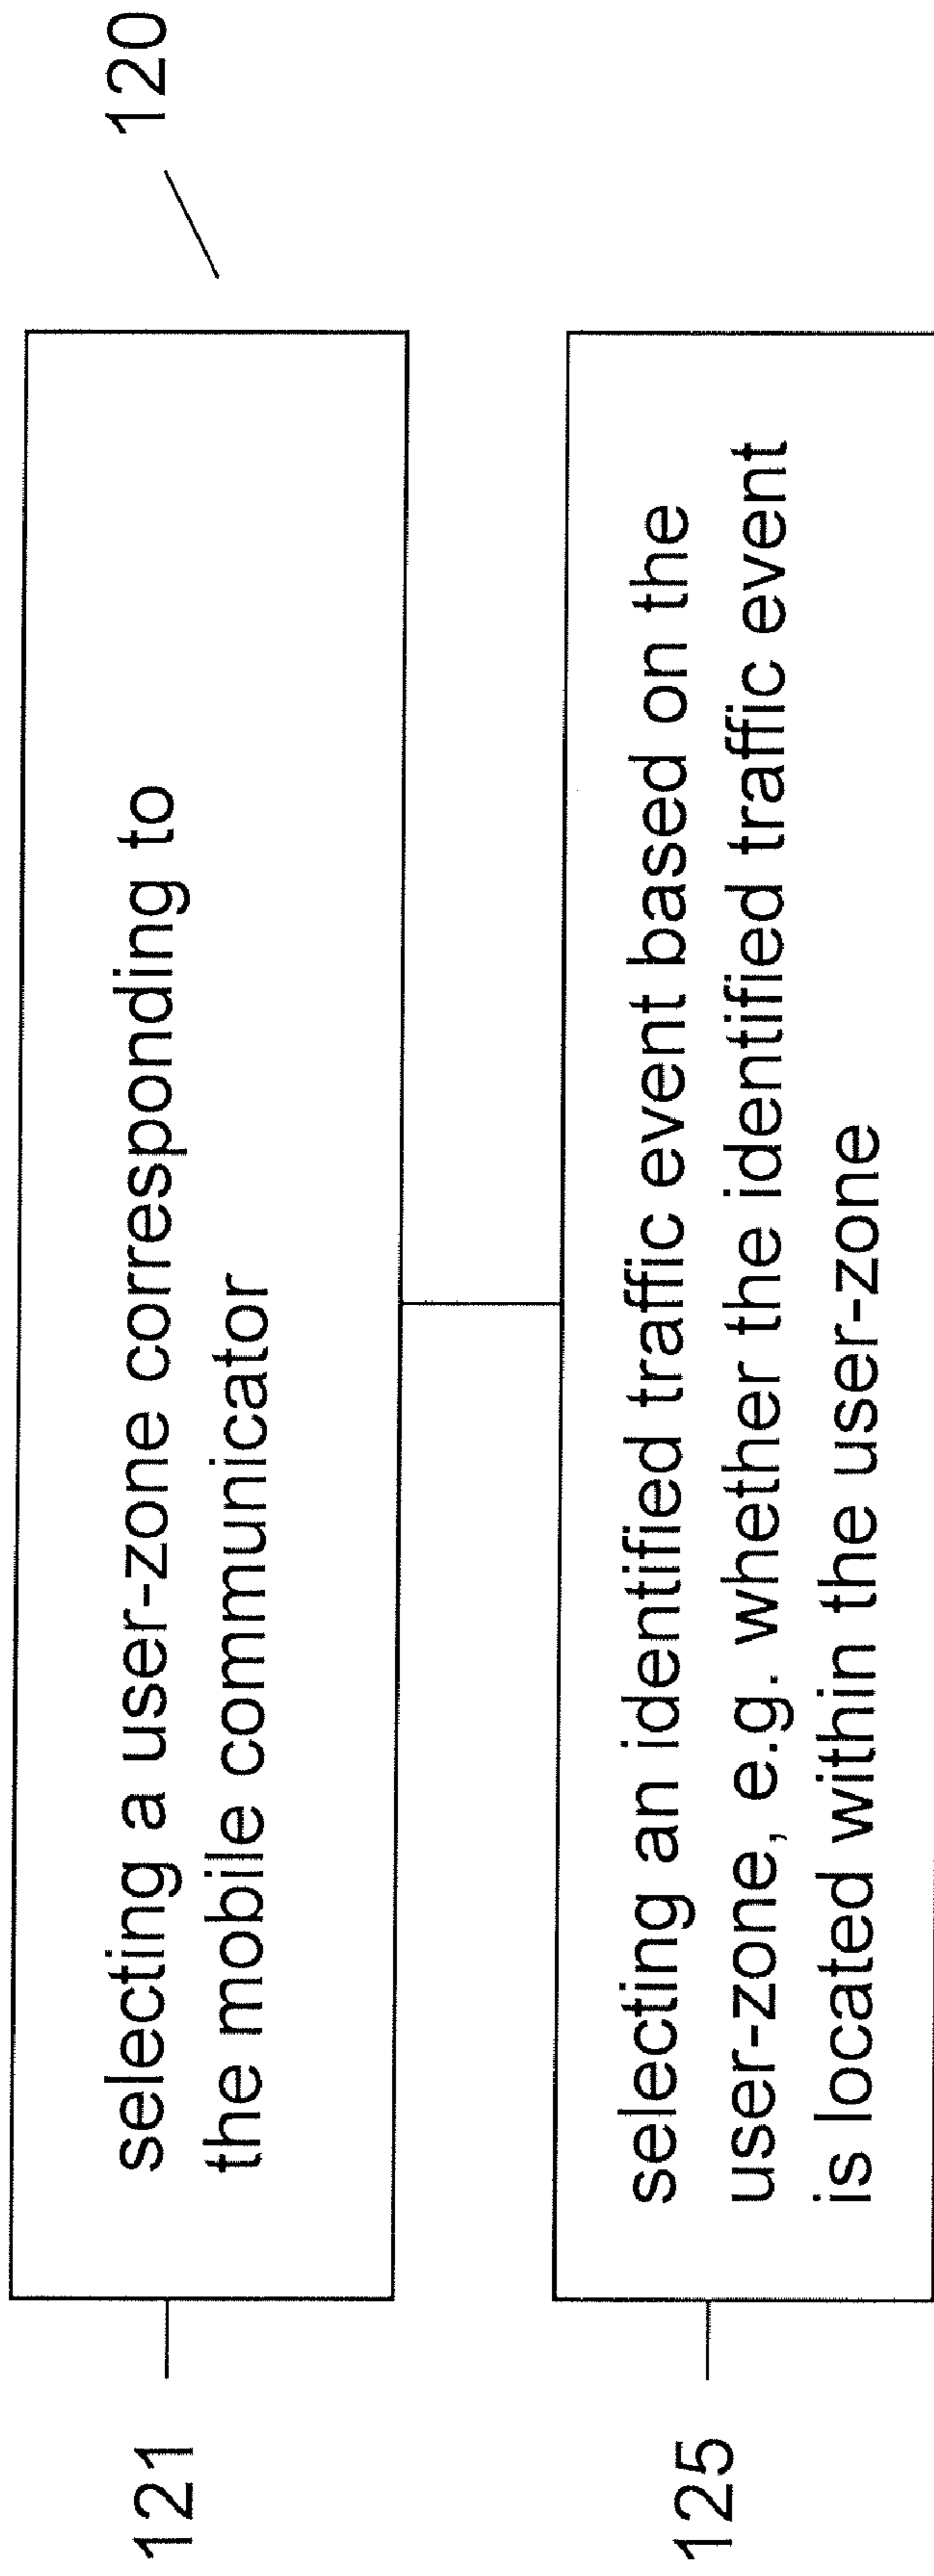 120
121
selecting a user-zone corresponding to
the mobile communicator
125
selecting an identified traffic event based on the
user-zone, e.g. whether the identified traffic event
is located within the user-zone